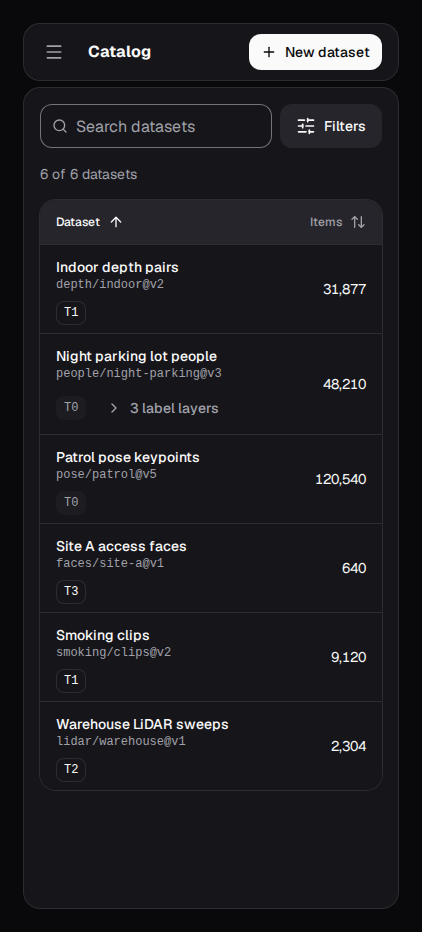 Catalog
New dataset
Search datasets
Filters
6 of 6 datasets
Dataset
Items
Indoor depth pairs
depth/indoor@v2
31,877
T1
Night parking lot people
people/night-parking@v3
48,210
T0
3 label layers
Patrol pose keypoints
pose/patrol@v5
120,540
T0
Site A access faces
faces/site-a@v1
640
T3
Smoking clips
smoking/clips@v2
9,120
T1
Warehouse LiDAR sweeps
lidar/warehouse@v1
2,304
T2